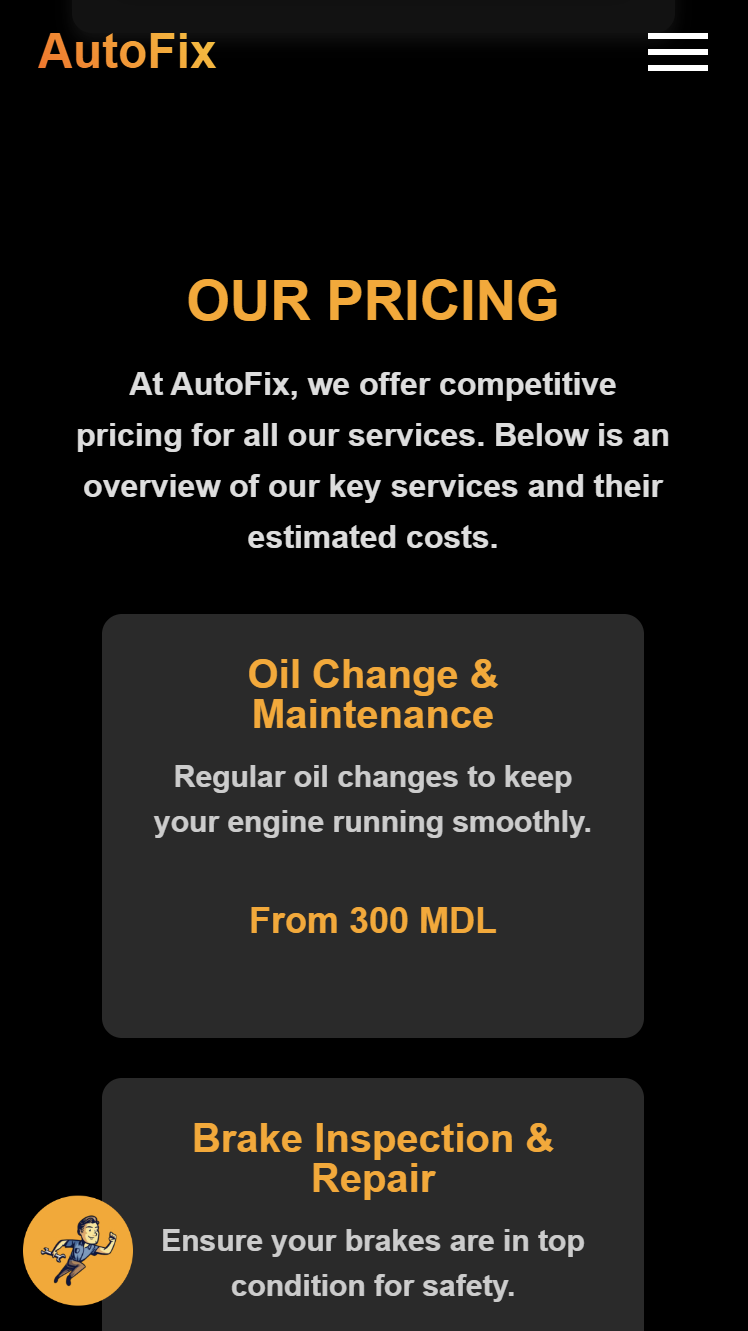 AutoFix
OUR PRICING
At AutoFix, we offer competitive
pricing for all our services. Below is an
overview of our key services and their
estimated costs.
Oil Change &
Maintenance
Regular oil changes to keep
your engine running smoothly.
From 300 MDL
Brake Inspection &
Repair
Ensure your brakes are in top
condition for safety.